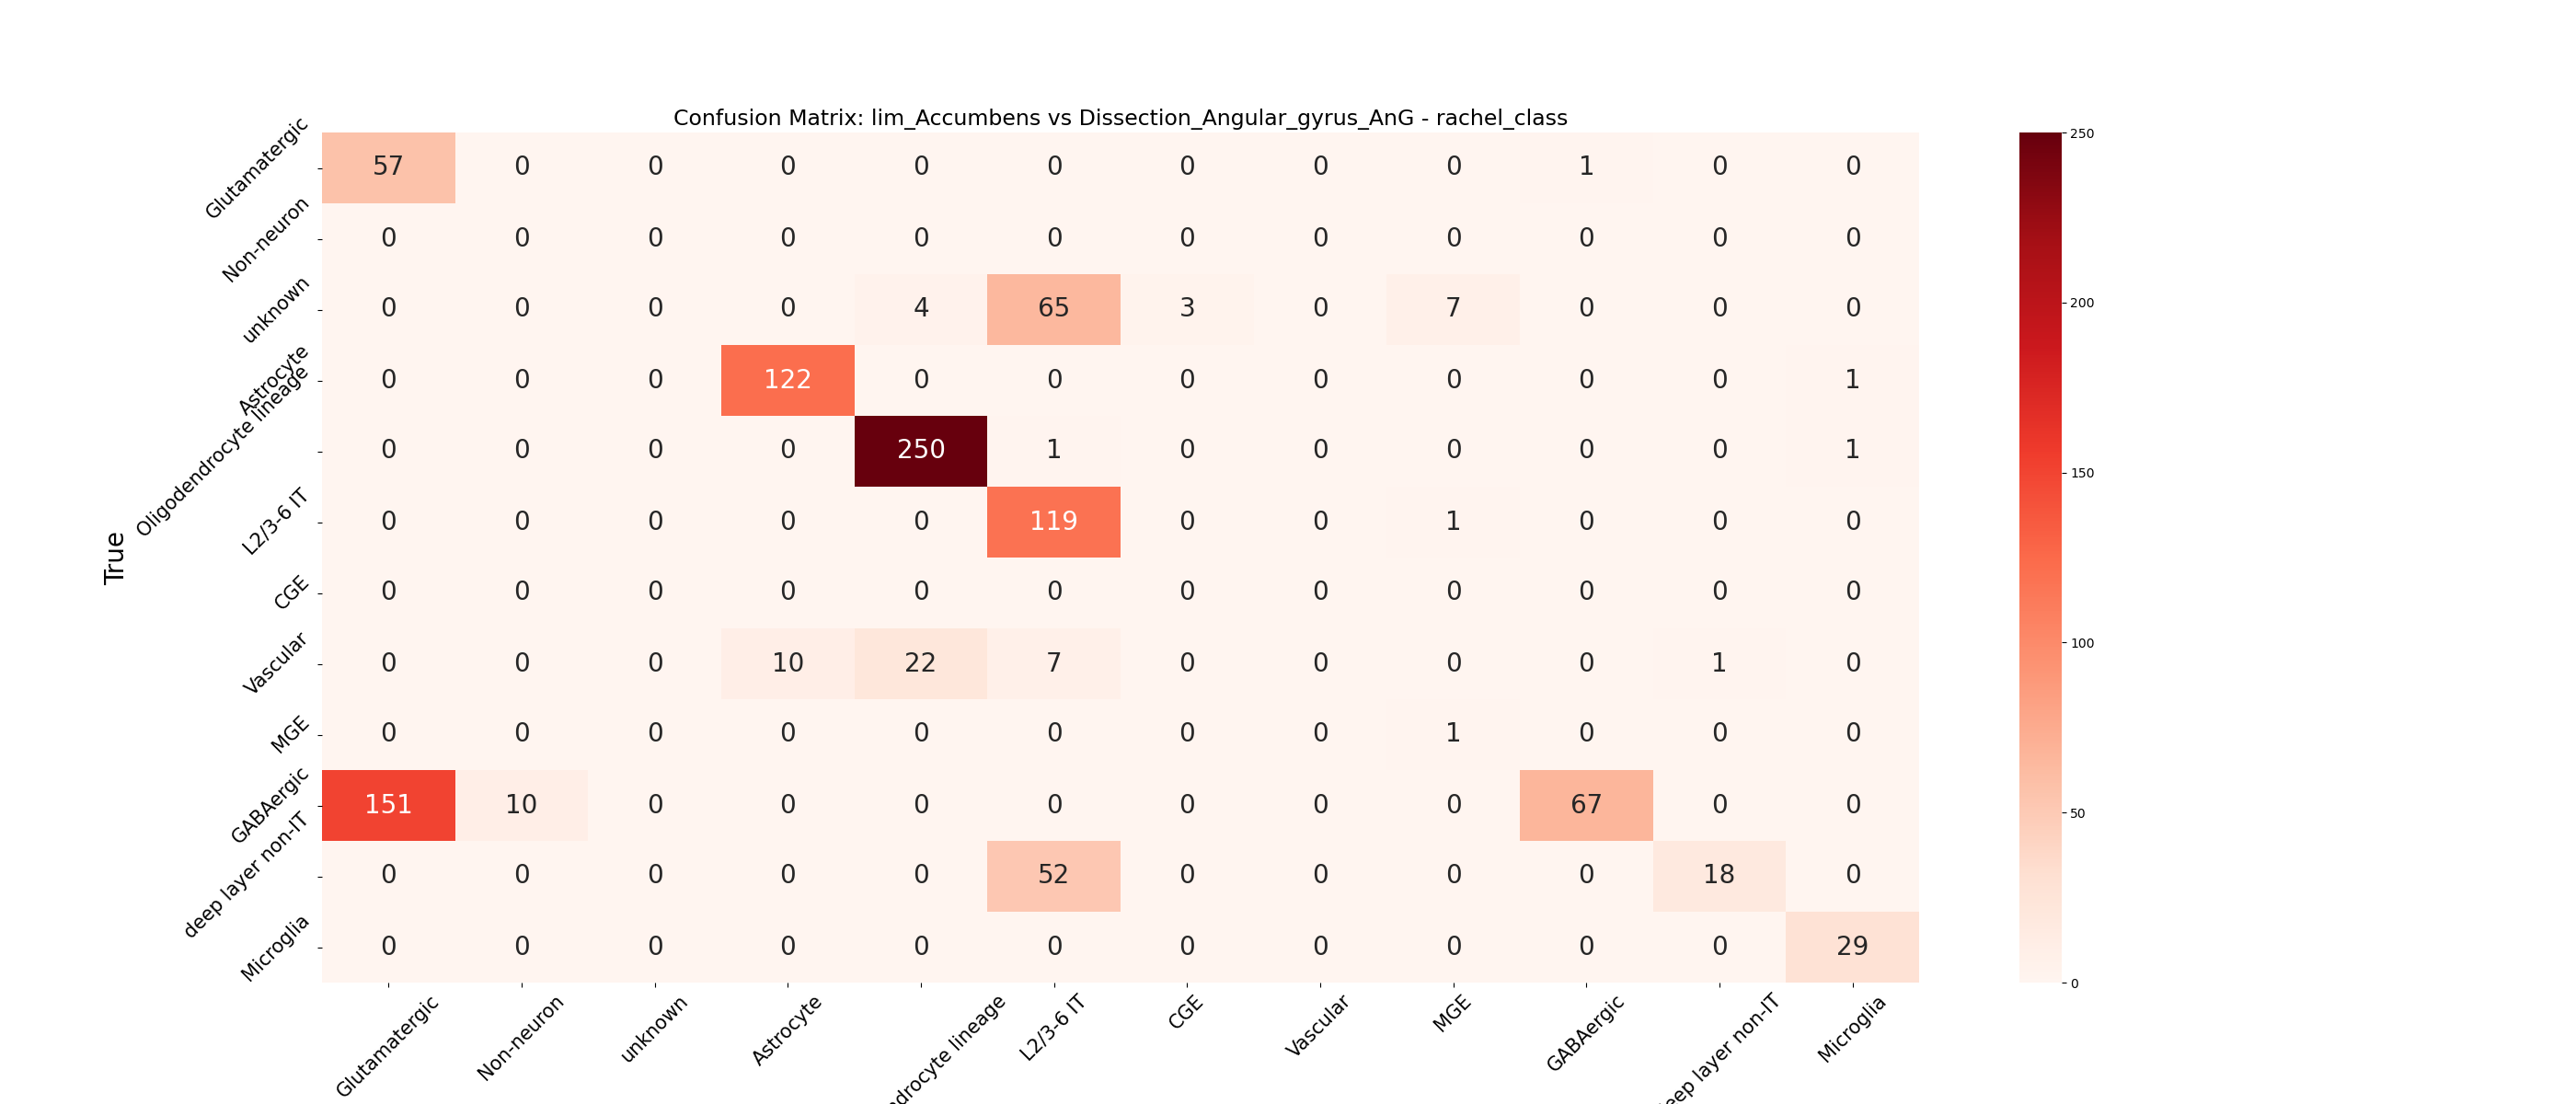 Confusion Matrix: lim_Accumbens vs Dissection_Angular_gyrus_AnG - rachel_class
True
Glutamatergic 57 0 0 0 0 0 0 0 0 1 0 0
Non-neuron 0 0 0 0 0 0 0 0 0 0 0 0
unknown 0 0 0 0 4 65 3 0 7 0 0 0
Astrocyte 0 0 0 122 0 0 0 0 0 0 0 1
Oligodendrocyte lineage 0 0 0 0 250 1 0 0 0 0 0 1
L2/3-6 IT 0 0 0 0 0 119 0 0 1 0 0 0
CGE 0 0 0 0 0 0 0 0 0 0 0 0
Vascular 0 0 0 10 22 7 0 0 0 0 1 0
MGE 0 0 0 0 0 0 0 0 1 0 0 0
GABAergic 151 10 0 0 0 0 0 0 0 67 0 0
deep layer non-IT 0 0 0 0 0 52 0 0 0 0 18 0
Microglia 0 0 0 0 0 0 0 0 0 0 0 29
Glutamatergic Non-neuron unknown Astrocyte ndrocyte lineage L2/3-6 IT CGE Vascular MGE GABAergic eep layer non-IT Microglia
250
200
150
100
50
0